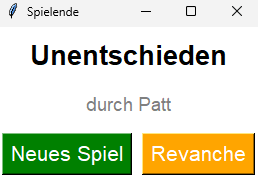 Spielende
Unentschieden
durch Patt
Neues Spiel Revanche